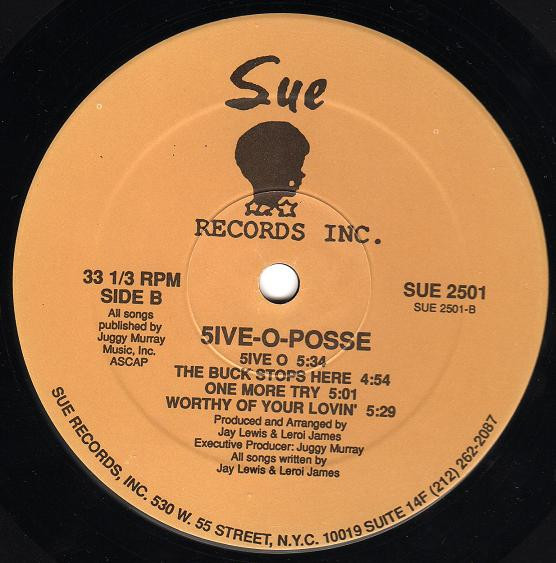 Sue
RECORDS INC.
33 1/3 RPM
SIDE B
All songs
published by
Juggy Murray
Music, Inc.
ASCAP
SUE 2501
SUE 2501-B
5IVE-O-POSSE
5IVE O 5:34
THE BUCK STOPS HERE 4:54
ONE MORE TRY 5:01
WORTHY OF YOUR LOVIN' 5:29
Produced and Arranged by
Jay Lewis & Leroi James
Executive Producer: Juggy Murray
All songs written by
Jay Lewis & Leroi James
SUE RECORDS, INC. 530 W. 55 STREET, N.Y.C. 10019 SUITE 14F (212) 262-2087